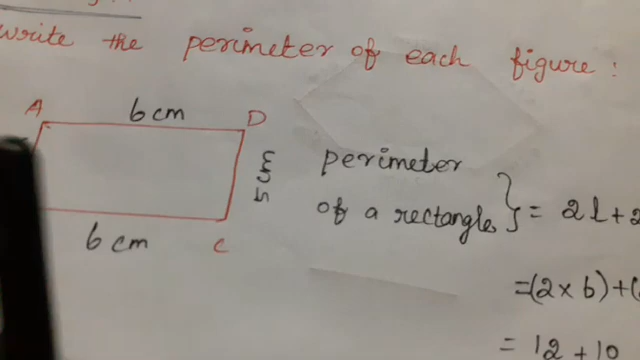 write the perimeter of each figure :
A 6 cm D
5 cm
6 cm C
perimeter
of a rectangle } = 2l + 2
= (2 x 6) + (
= 12 + 10